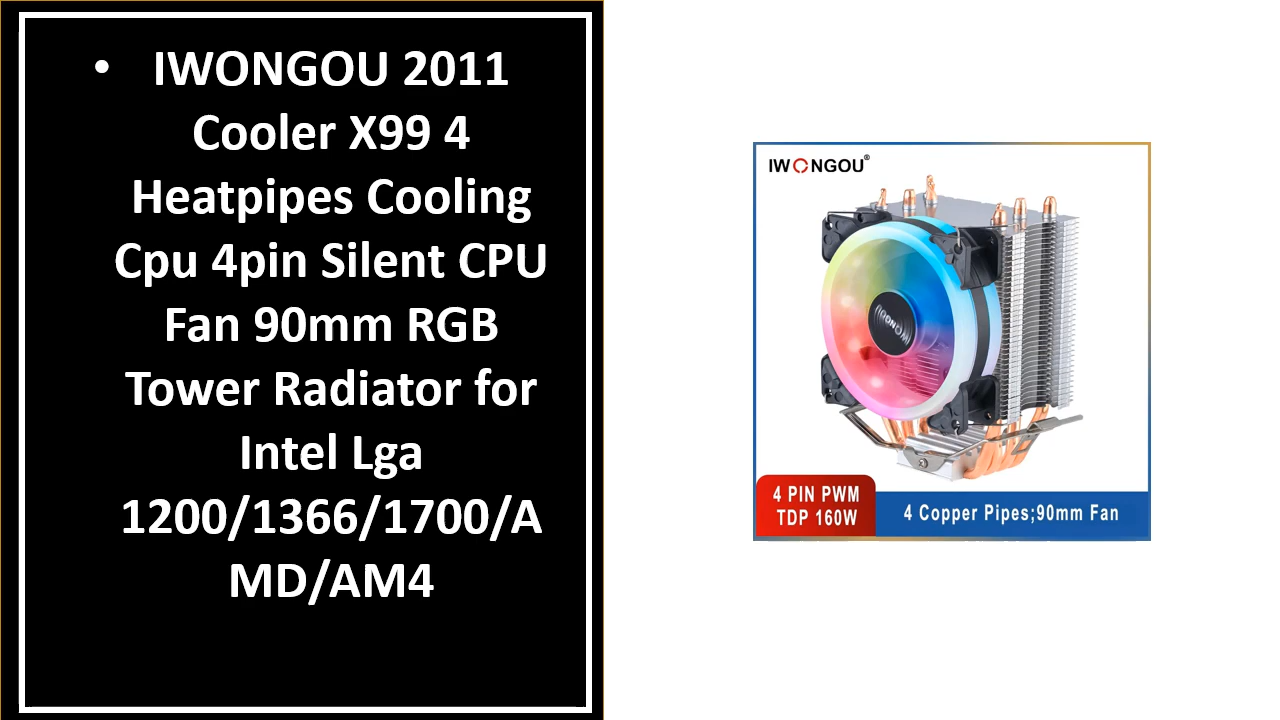 • IWONGOU 2011
Cooler X99 4
Heatpipes Cooling
Cpu 4pin Silent CPU
Fan 90mm RGB
Tower Radiator for
Intel Lga
1200/1366/1700/A
MD/AM4
IWONGOU®
IWONGOU
4 PIN PWM
TDP 160W
4 Copper Pipes;90mm Fan